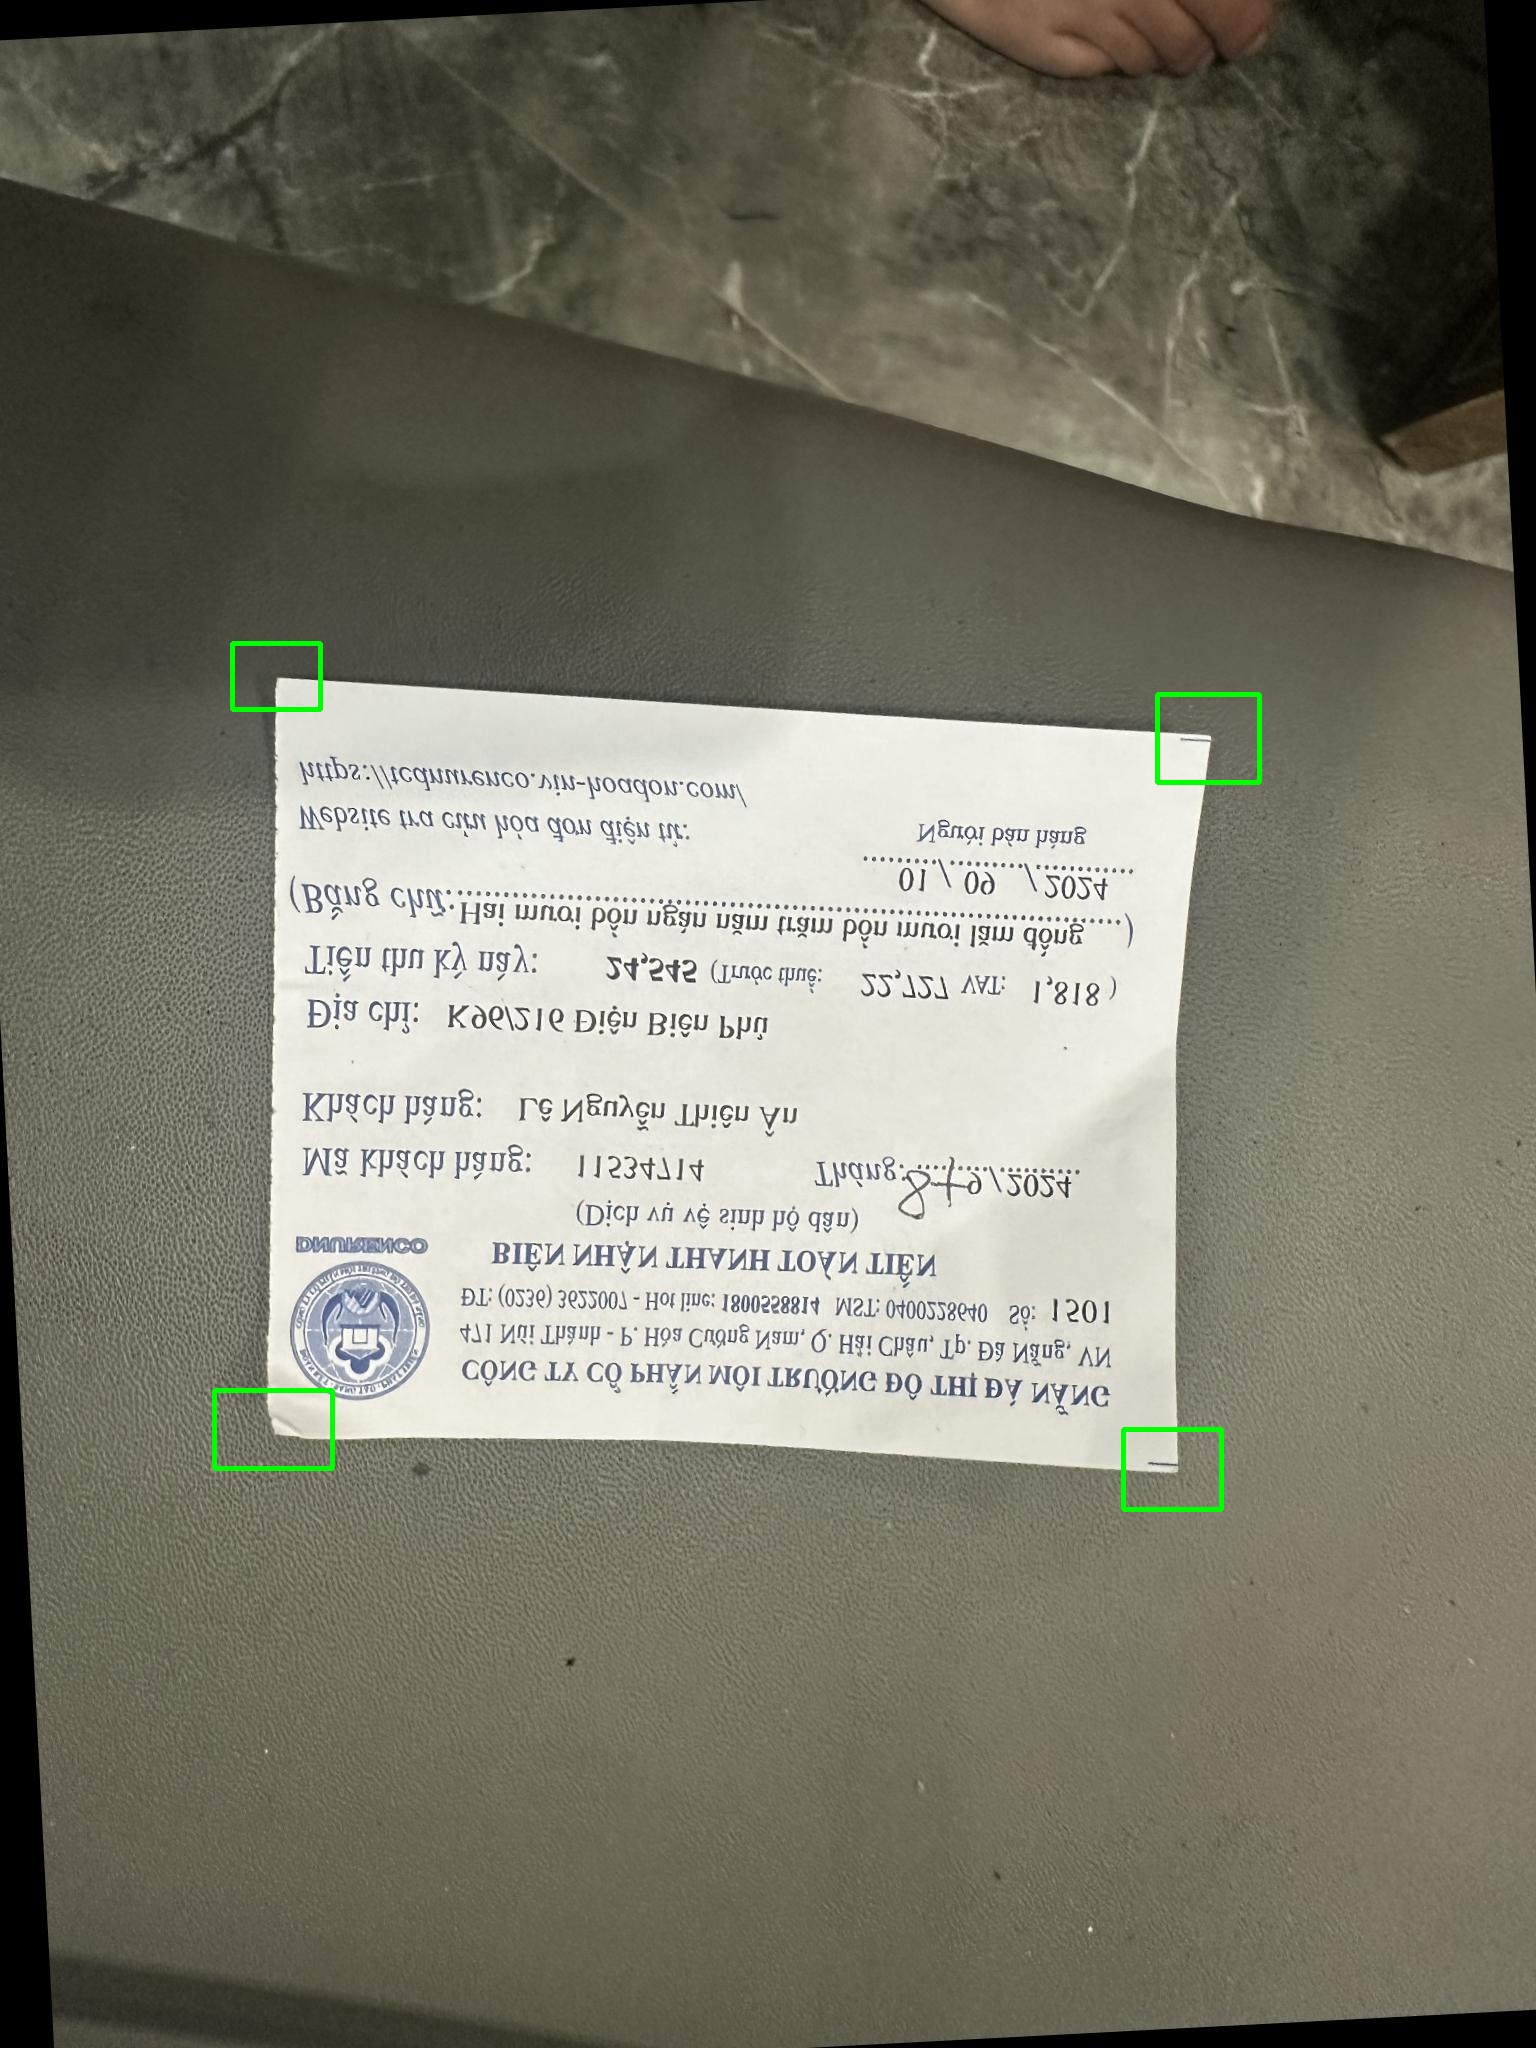 CÔNG TY CỔ PHẦN MÔI TRƯỜNG ĐÔ THỊ ĐÀ NẴNG
471 Núi Thành - P. Hòa Cường Nam, Q. Hải Châu, Tp. Đà Nẵng, VN
ĐT: (0236) 3622007 - Hot line: 1800558814 MST: 0400228640 Số: 1501
DNURENCO
BIÊN NHẬN THANH TOÁN TIỀN
(Dịch vụ vệ sinh hộ dân)
Mã khách hàng: 11534714 Tháng: 8+9/2024
Khách hàng: Lê Nguyễn Thiên Ân
Địa chỉ: K96/216 Điện Biên Phủ
Tiền thu kỳ này: 24,545 (Trước thuế: 22,727 VAT: 1,818 )
(Bằng chữ: Hai mươi bốn ngàn năm trăm bốn mươi lăm đồng )
01 / 09 / 2024
Website tra cứu hóa đơn điện tử: Người bán hàng
https://tcdnurenco.vin-hoadon.com/